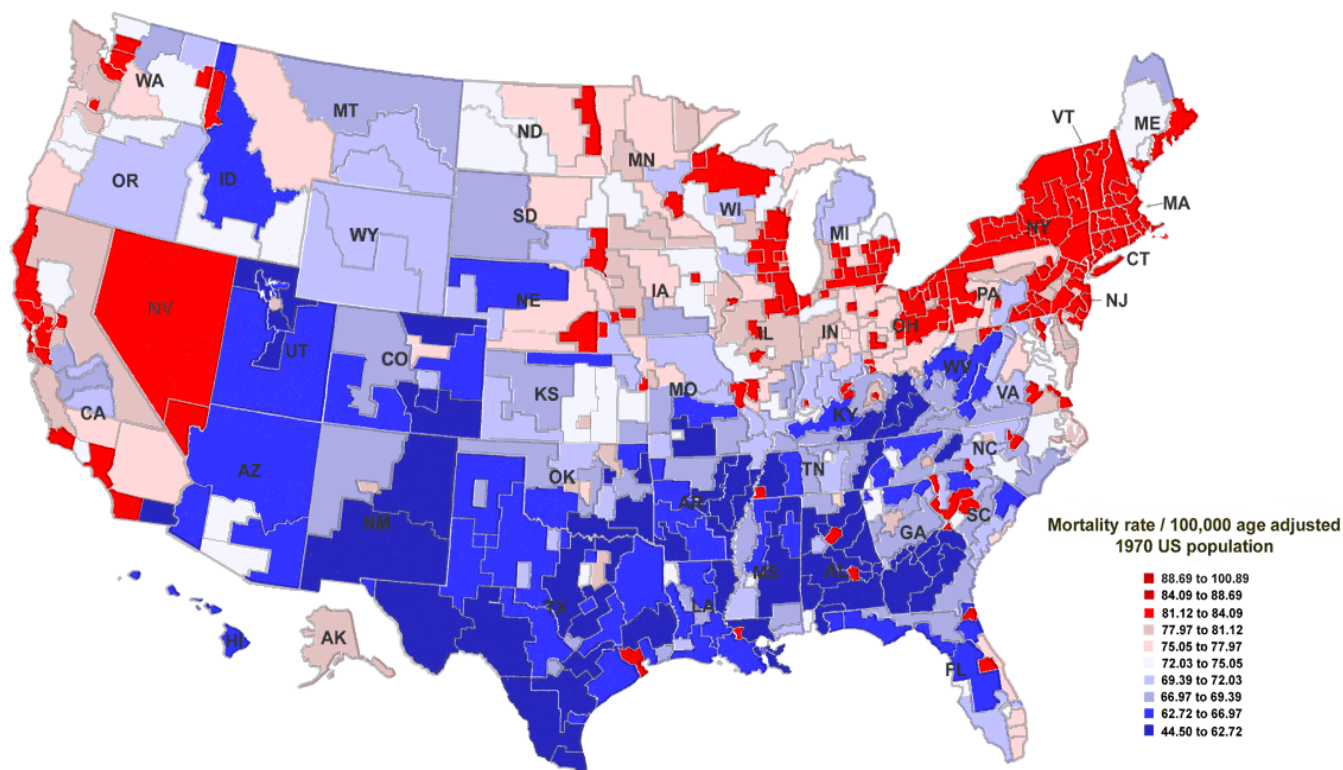 WA
MT
ND
MN
VT
ME
OR
ID
SD
WI
MI
NY
MA
WY
CT
NV
UT
NE
IA
PA
NJ
CO
IL
IN
OH
CA
KS
MO
WV
VA
KY
AZ
OK
TN
NC
NM
AR
SC
GA
MS
AL
TX
LA
HI
AK
FL
Mortality rate / 100,000 age adjusted
1970 US population
88.69 to 100.89
84.09 to 88.69
81.12 to 84.09
77.97 to 81.12
75.05 to 77.97
72.03 to 75.05
69.39 to 72.03
66.97 to 69.39
62.72 to 66.97
44.50 to 62.72